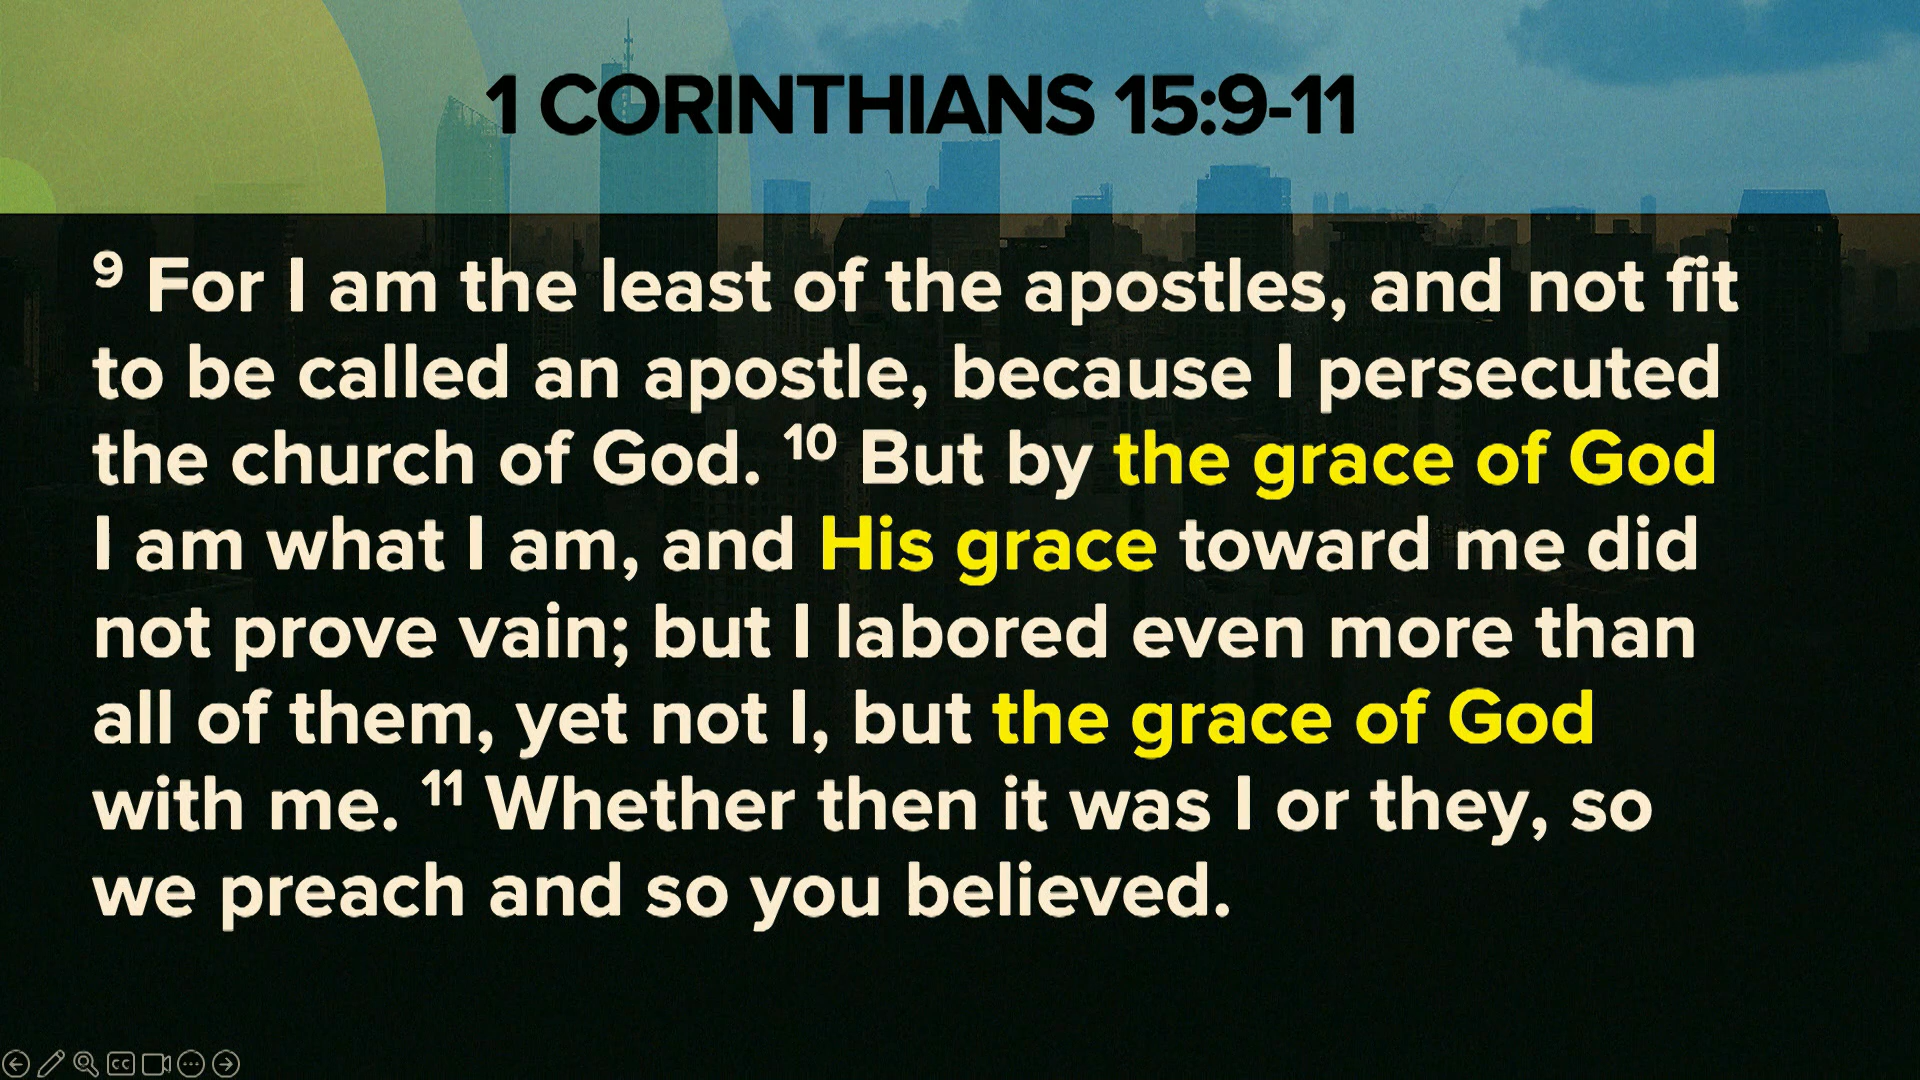 1 CORINTHIANS 15:9-11
⁹ For I am the least of the apostles, and not fit
to be called an apostle, because I persecuted
the church of God. ¹⁰ But by the grace of God
I am what I am, and His grace toward me did
not prove vain; but I labored even more than
all of them, yet not I, but the grace of God
with me. ¹¹ Whether then it was I or they, so
we preach and so you believed.
CC